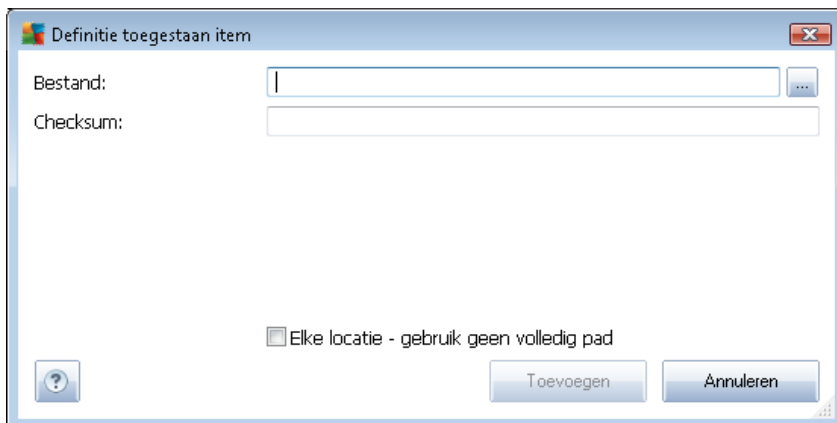 Definitie toegestaan item
Bestand:
...
Checksum:
Elke locatie - gebruik geen volledig pad
?
Toevoegen
Annuleren